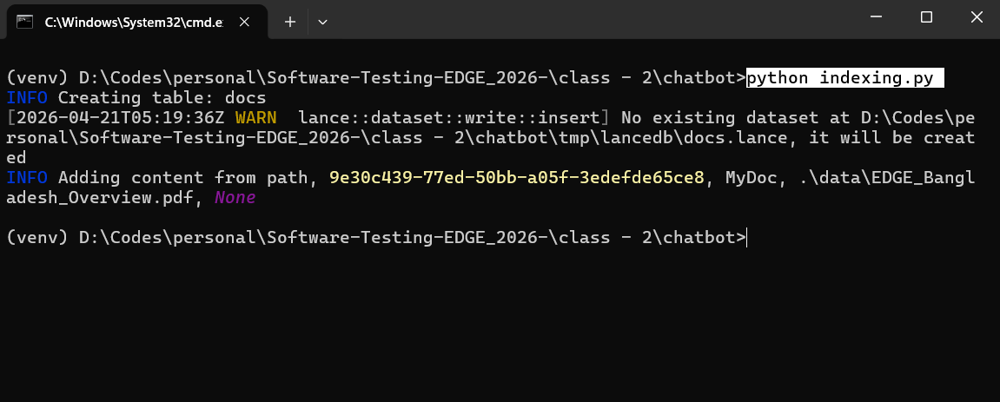 C:\Windows\System32\cmd.e
(venv) D:\Codes\personal\Software-Testing-EDGE_2026-\class - 2\chatbot>python indexing.py
INFO Creating table: docs
[2026-04-21T05:19:36Z WARN  lance::dataset::write::insert] No existing dataset at D:\Codes\pe
rsonal\Software-Testing-EDGE_2026-\class - 2\chatbot\tmp\lancedb\docs.lance, it will be creat
ed
INFO Adding content from path, 9e30c439-77ed-50bb-a05f-3edefde65ce8, MyDoc, .\data\EDGE_Bangl
adesh_Overview.pdf, None
(venv) D:\Codes\personal\Software-Testing-EDGE_2026-\class - 2\chatbot>